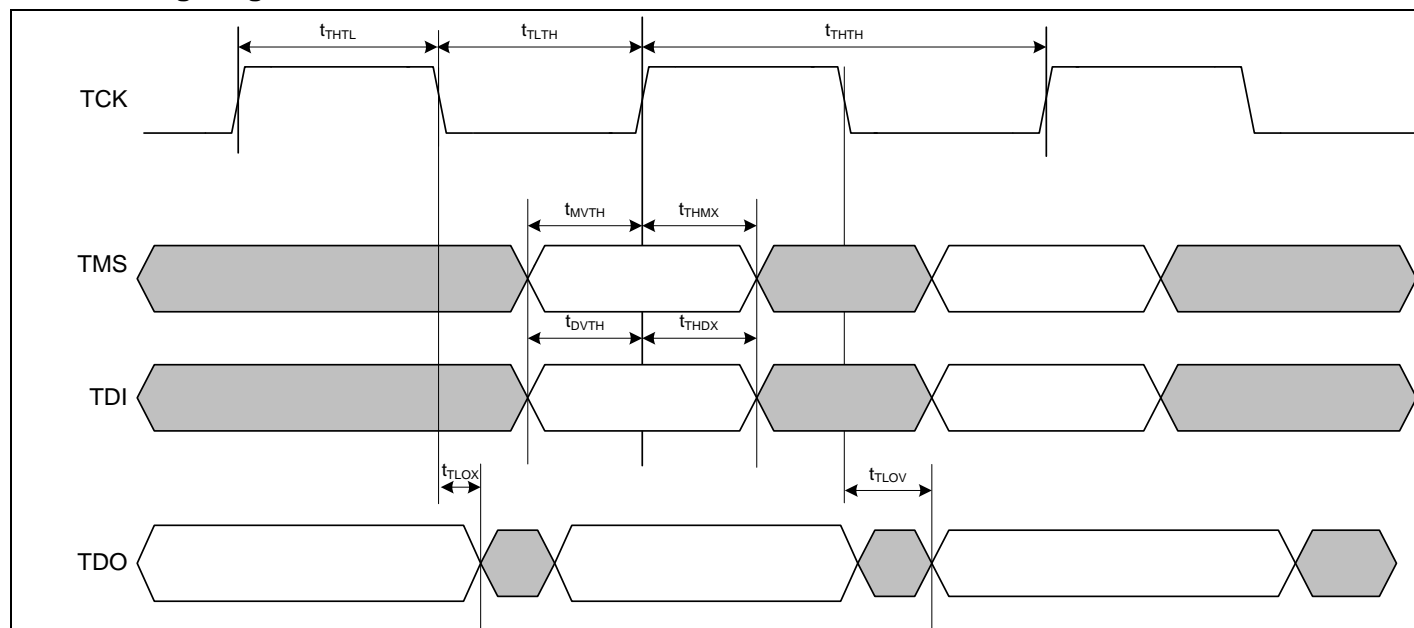 tTHTL tTLTH tTHTH
TCK
tMVTH tTHMX
TMS
tDVTH tTHDX
TDI
tTLOX tTLOV
TDO